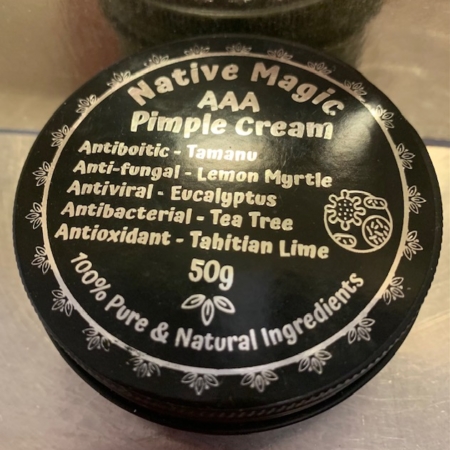 Native Magic
AAA
Pimple Cream
Antiboitic - Tamanu
Anti-fungal - Lemon Myrtle
Antiviral - Eucalyptus
Antibacterial - Tea Tree
Antioxidant - Tahitian Lime
50g
100% Pure & Natural Ingredients